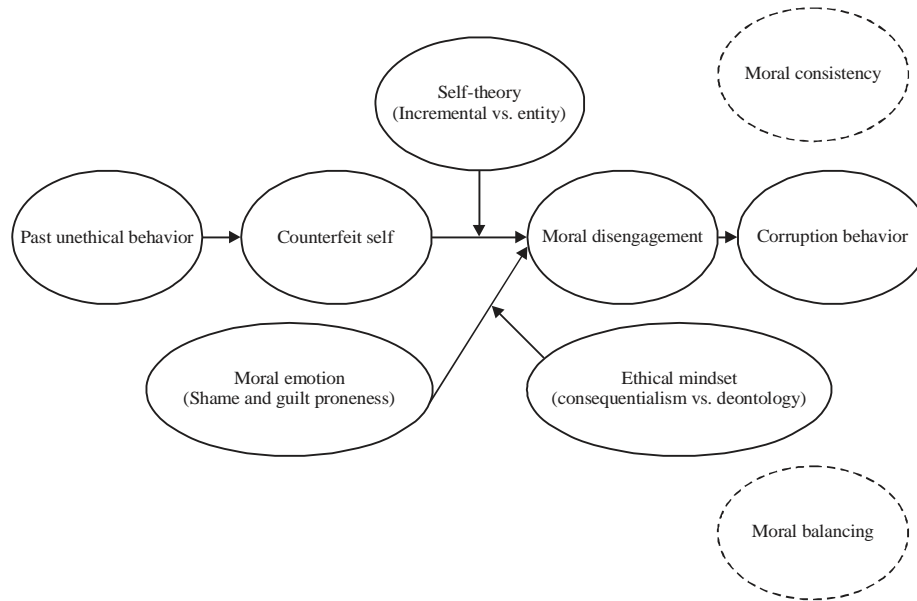 Moral consistency
Self-theory
(Incremental vs. entity)
Past unethical behavior
Counterfeit self
Moral disengagement
Corruption behavior
Moral emotion
(Shame and guilt proneness)
Ethical mindset
(consequentialism vs. deontology)
Moral balancing